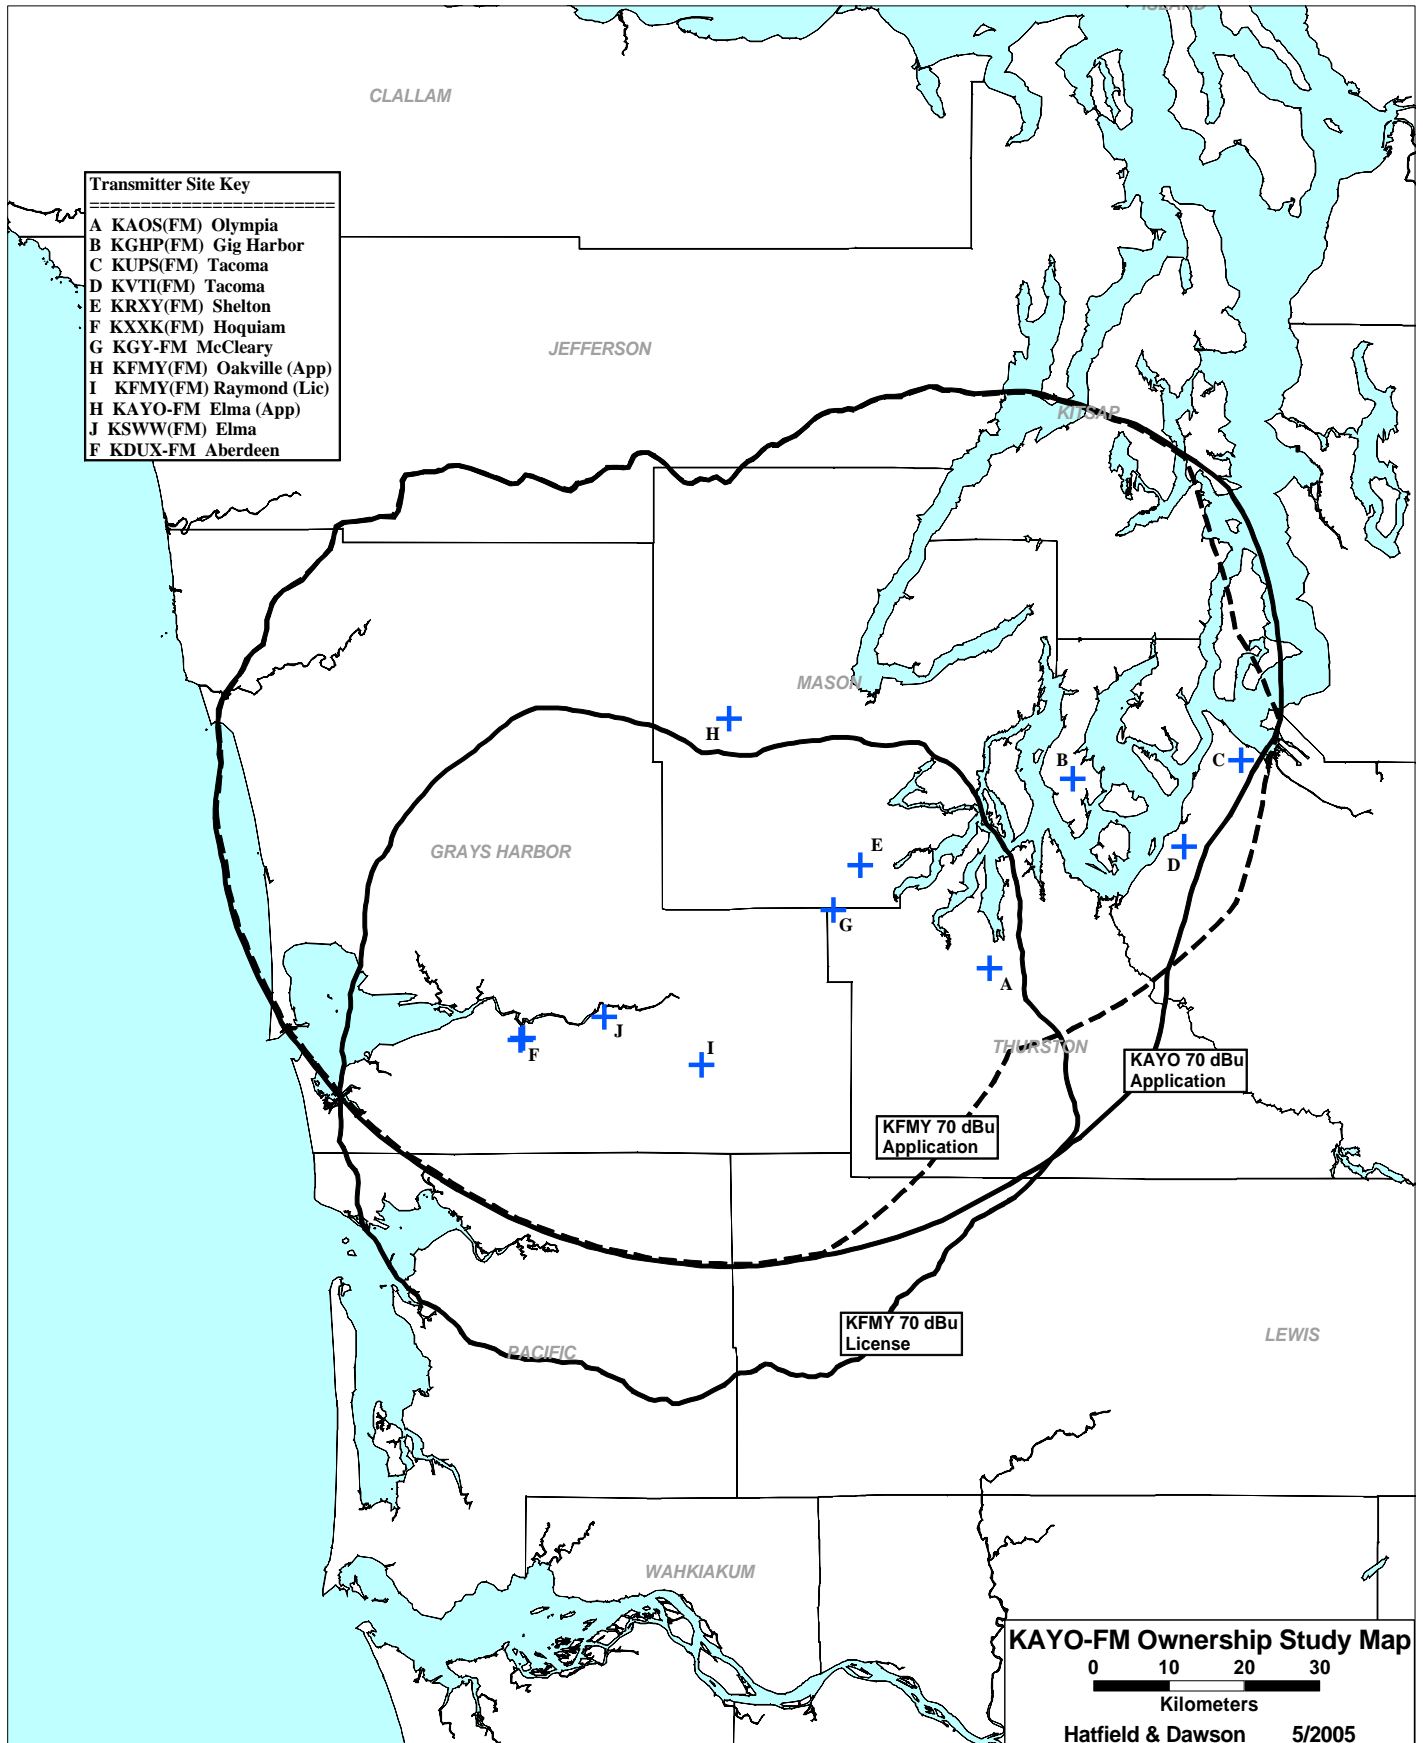 ISLAND
CLALLAM
Transmitter Site Key
=========================
A KAOS(FM) Olympia
B KGHP(FM) Gig Harbor
C KUPS(FM) Tacoma
D KVTI(FM) Tacoma
E KRXY(FM) Shelton
F KXXK(FM) Hoquiam
G KGY-FM McCleary
H KFMY(FM) Oakville (App)
I KFMY(FM) Raymond (Lic)
H KAYO-FM Elma (App)
J KSWW(FM) Elma
F KDUX-FM Aberdeen
JEFFERSON
KITSAP
MASON
H
B
C
GRAYS HARBOR
E
D
G
A
J
F
I
THURSTON
KAYO 70 dBu
Application
KFMY 70 dBu
Application
KFMY 70 dBu
License
LEWIS
PACIFIC
WAHKIAKUM
KAYO-FM Ownership Study Map
0 10 20 30
Kilometers
Hatfield & Dawson 5/2005